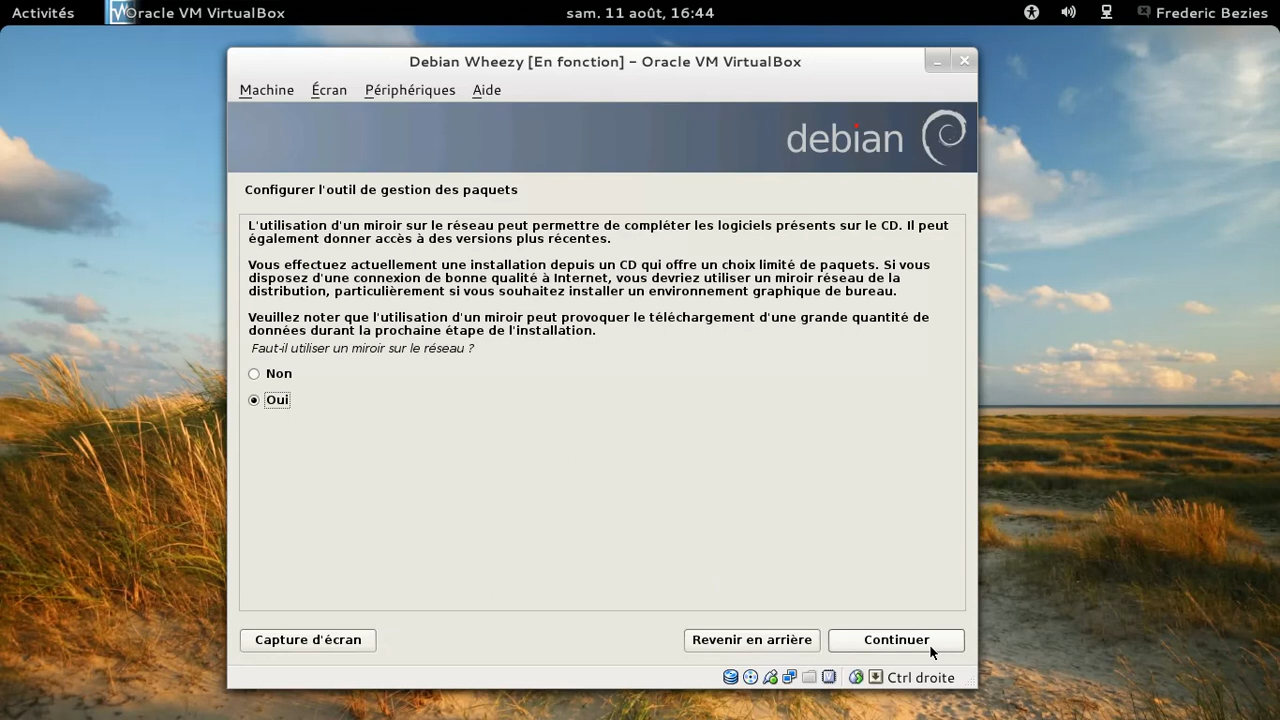 Activités
Oracle VM VirtualBox
sam. 11 août, 16:44
Frederic Bezies
Debian Wheezy [En fonction] – Oracle VM VirtualBox
Machine Écran Périphériques Aide
debian
Configurer l'outil de gestion des paquets
L'utilisation d'un miroir sur le réseau peut permettre de compléter les logiciels présents sur le CD. Il peut
également donner accès à des versions plus récentes.
Vous effectuez actuellement une installation depuis un CD qui offre un choix limité de paquets. Si vous
disposez d'une connexion de bonne qualité à Internet, vous devriez utiliser un miroir réseau de la
distribution, particulièrement si vous souhaitez installer un environnement graphique de bureau.
Veuillez noter que l'utilisation d'un miroir peut provoquer le téléchargement d'une grande quantité de
données durant la prochaine étape de l'installation.
Faut-il utiliser un miroir sur le réseau ?
Non
Oui
Capture d'écran
Revenir en arrière
Continuer
Ctrl droite